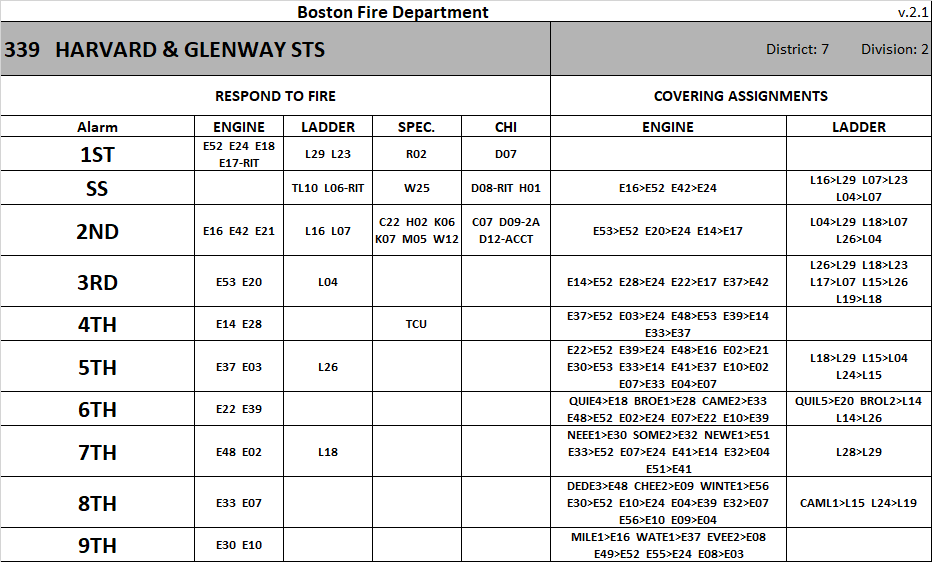 Boston Fire Department v.2.1
339 HARVARD & GLENWAY STS District: 7 Division: 2
RESPOND TO FIRE COVERING ASSIGNMENTS
Alarm ENGINE LADDER SPEC. CHI ENGINE LADDER
1ST E52 E24 E18 L29 L23 R02 D07
E17-RIT
SS TL10 L06-RIT W25 D08-RIT H01 E16>E52 E42>E24 L16>L29 L07>L23
L04>L07
2ND E16 E42 E21 L16 L07 C22 H02 K06 C07 D09-2A E53>E52 E20>E24 E14>E17 L04>L29 L18>L07
K07 M05 W12 D12-ACCT L26>L04
3RD E53 E20 L04 E14>E52 E28>E24 E22>E17 E37>E42 L26>L29 L18>L23
L17>L07 L15>L26
L19>L18
4TH E14 E28 TCU E37>E52 E03>E24 E48>E53 E39>E14
E33>E37
5TH E37 E03 L26 E22>E52 E39>E24 E48>E16 E02>E21 L18>L29 L15>L04
E30>E53 E33>E14 E41>E37 E10>E02 L24>L15
E07>E33 E04>E07
6TH E22 E39 QUIE4>E18 BROE1>E28 CAME2>E33 QUIL5>E20 BROL2>L14
E48>E52 E02>E24 E07>E22 E10>E39 L14>L26
7TH E48 E02 L18 NEEE1>E30 SOME2>E32 NEWE1>E51 L28>L29
E33>E52 E07>E24 E41>E14 E32>E04
E51>E41
8TH E33 E07 DEDE3>E48 CHEE2>E09 WINTE1>E56 CAML1>L15 L24>L19
E30>E52 E10>E24 E04>E39 E32>E07
E56>E10 E09>E04
9TH E30 E10 MILE1>E16 WATE1>E37 EVEE2>E08
E49>E52 E55>E24 E08>E03